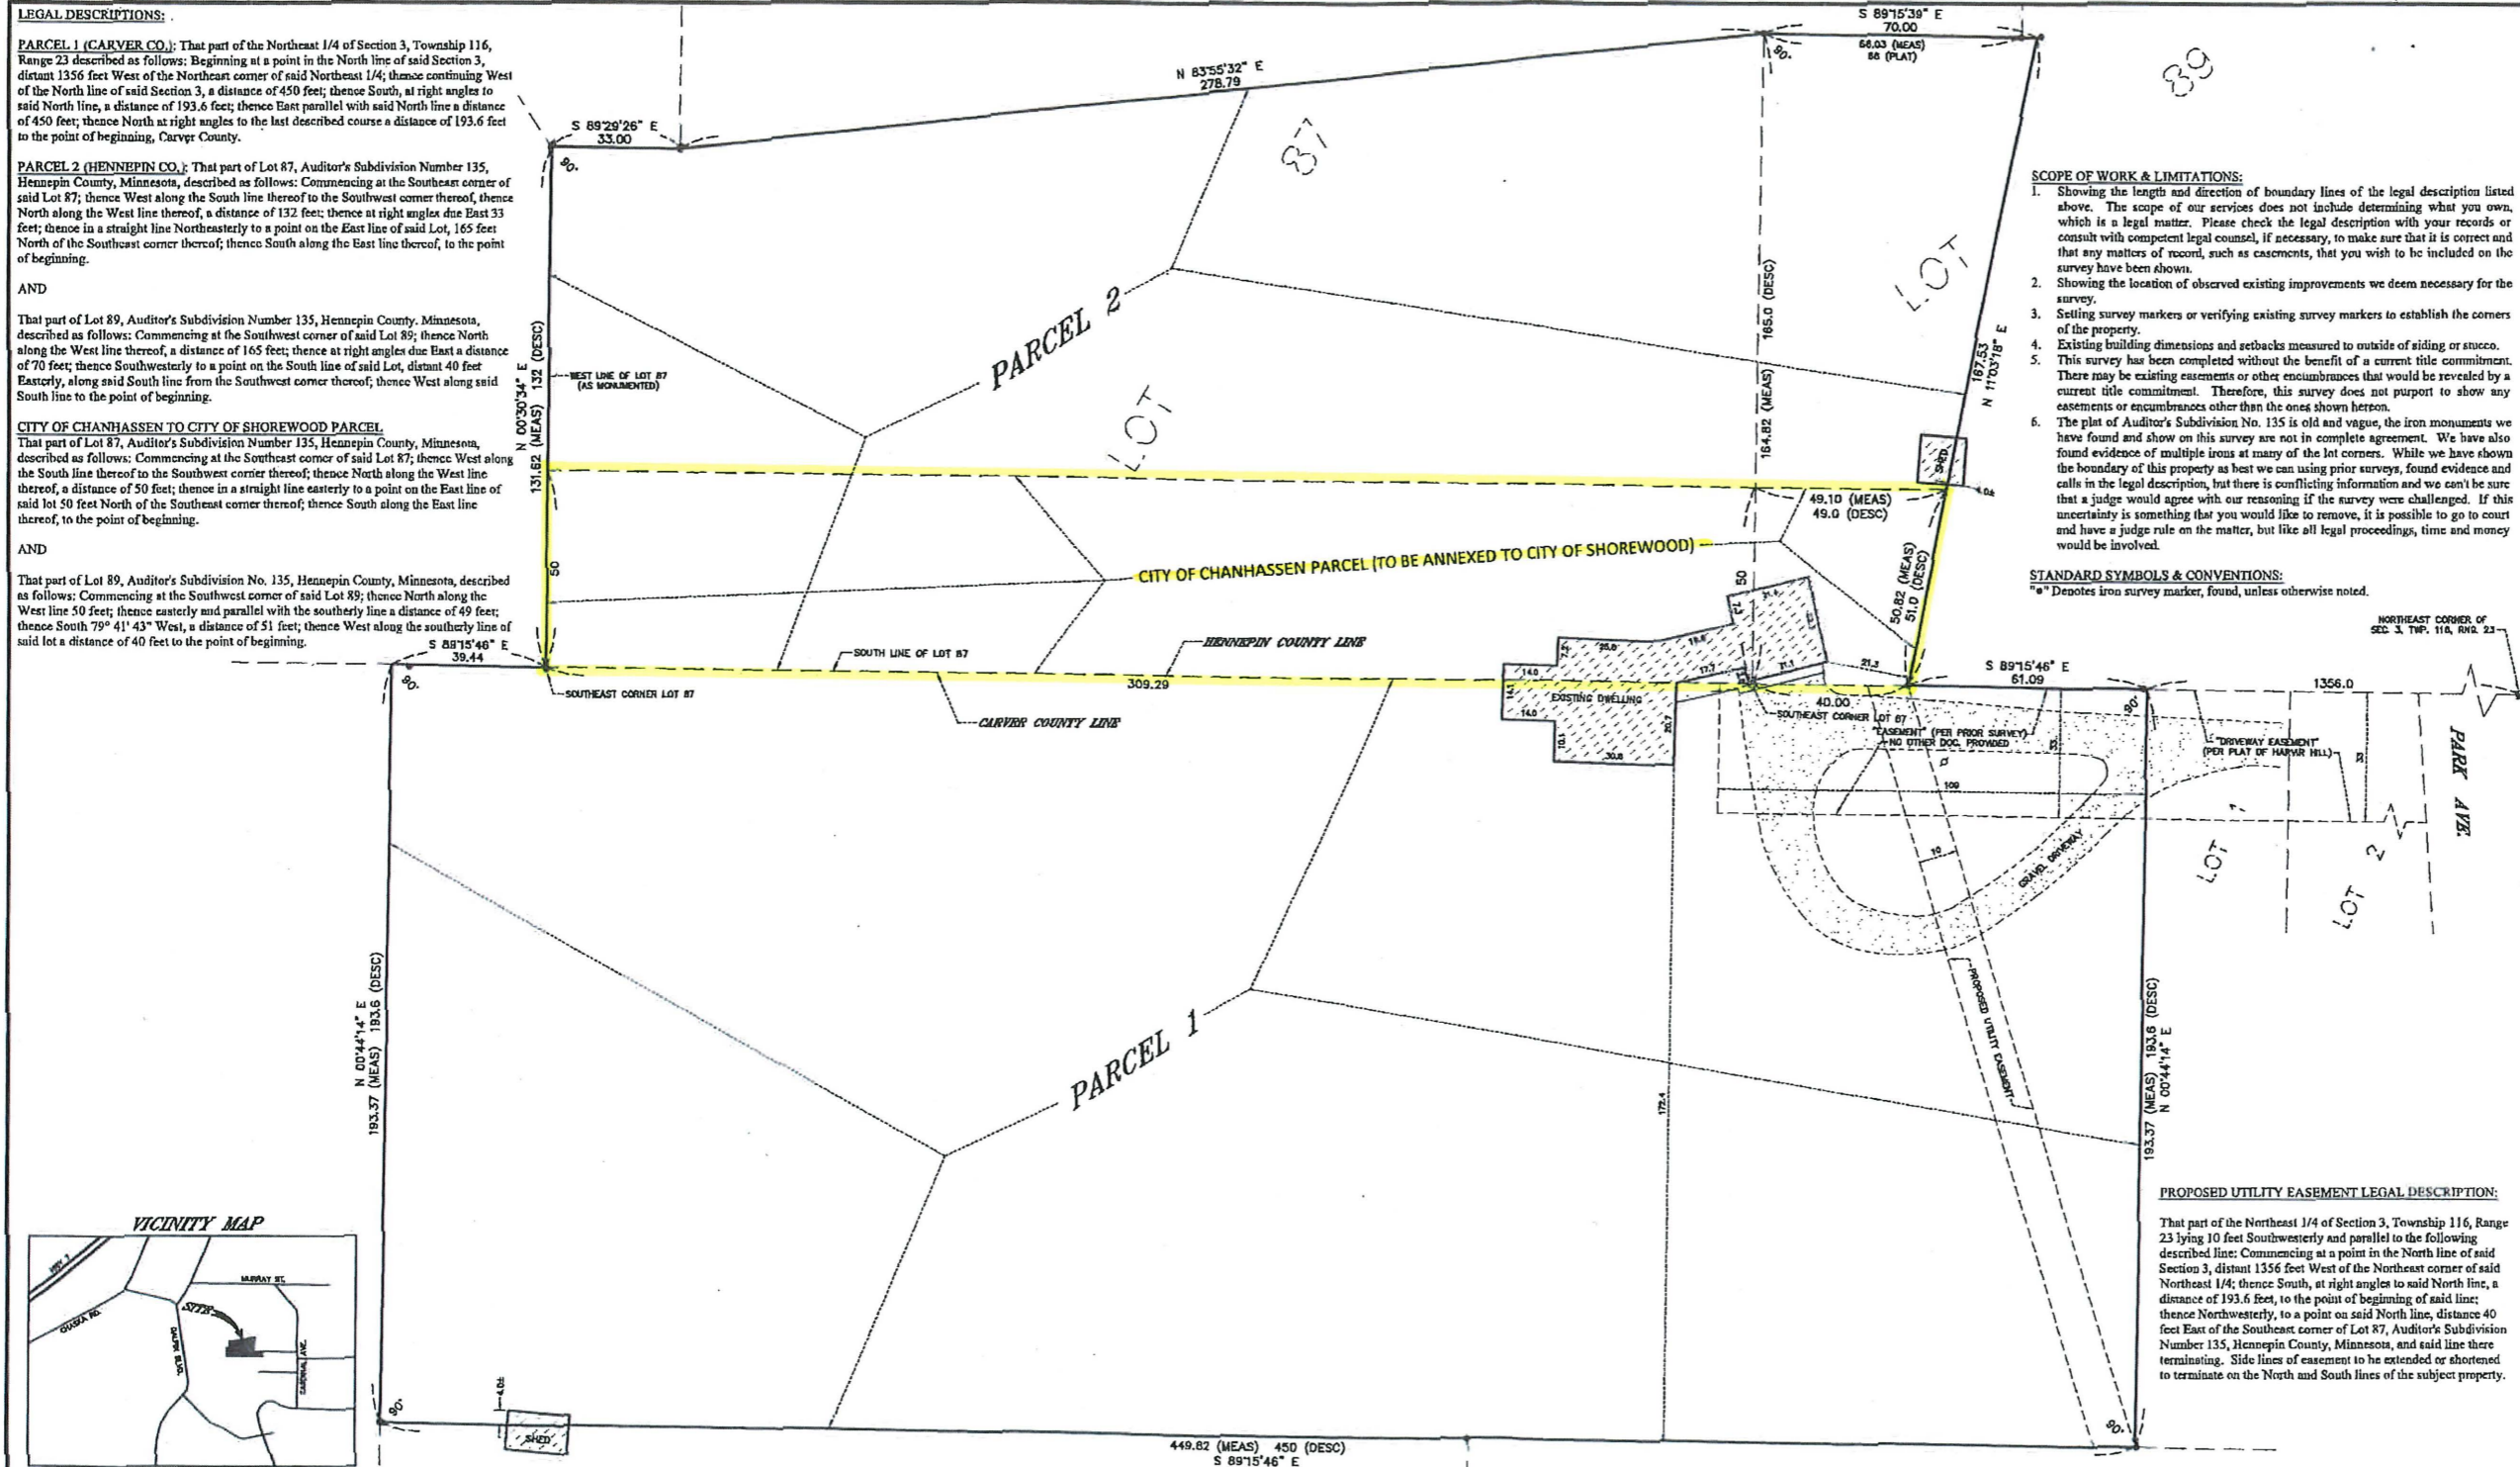 LEGAL DESCRIPTIONS:
PARCEL 1 (CARVER CO.): That part of the Northeast 1/4 of Section 3, Township 116,
Range 23 described as follows: Beginning at a point in the North line of said Section 3,
distant 1356 feet West of the Northeast corner of said Northeast 1/4; thence continuing West
of the North line of said Section 3, a distance of 450 feet; thence South, at right angles to
said North line, a distance of 193.6 feet; thence East parallel with said North line a distance
of 450 feet; thence North at right angles to the last described course a distance of 193.6 feet
to the point of beginning, Carver County.
PARCEL 2 (HENNEPIN CO.): That part of Lot 87, Auditor's Subdivision Number 135,
Hennepin County, Minnesota, described as follows: Commencing at the Southeast corner of
said Lot 87; thence West along the South line thereof to the Southwest corner thereof, thence
North along the West line thereof, a distance of 132 feet; thence at right angles due East 33
feet; thence in a straight line Northeasterly to a point on the East line of said Lot, 165 feet
North of the Southeast corner thereof; thence South along the East line thereof, to the point
of beginning.
AND
That part of Lot 89, Auditor's Subdivision Number 135, Hennepin County. Minnesota,
described as follows: Commencing at the Southwest corner of said Lot 89; thence North
along the West line thereof, a distance of 165 feet; thence at right angles due East a distance
of 70 feet; thence Southwesterly to a point on the South line of said Lot, distant 40 feet
Easterly, along said South line from the Southwest corner thereof; thence West along said
South line to the point of beginning.
CITY OF CHANHASSEN TO CITY OF SHOREWOOD PARCEL
That part of Lot 87, Auditor's Subdivision Number 135, Hennepin County, Minnesota,
described as follows: Commencing at the Southeast corner of said Lot 87; thence West along
the South line thereof to the Southwest corner thereof; thence North along the West line
thereof, a distance of 50 feet; thence in a straight line easterly to a point on the East line of
said lot 50 feet North of the Southeast corner thereof; thence South along the East line
thereof, to the point of beginning.
AND
That part of Lot 89, Auditor's Subdivision No. 135, Hennepin County, Minnesota, described
as follows: Commencing at the Southwest corner of said Lot 89; thence North along the
West line 50 feet; thence easterly and parallel with the southerly line a distance of 49 feet;
thence South 79° 41' 43" West, a distance of 51 feet; thence West along the southerly line of
said lot a distance of 40 feet to the point of beginning.
S 89°29'26" E
33.00
90.
N 83°55'32" E
278.79
S 89°15'39" E
70.00
68.03 (MEAS)
68 (PLAT)
90.
89
87
LOT
LOT
PARCEL 2
N 00°30'34" E
131.62 (MEAS) 132 (DESC)
WEST LINE OF LOT 87
(AS MONUMENTED)
164.82 (MEAS) 165.0 (DESC)
167.53
N 11°03'18" E
SHED
4.0±
49.10 (MEAS)
49.0 (DESC)
50
50
CITY OF CHANHASSEN PARCEL (TO BE ANNEXED TO CITY OF SHOREWOOD)
50.82 (MEAS)
51.0 (DESC)
S 89°15'46" E
39.44
90.
SOUTHEAST CORNER LOT 87
SOUTH LINE OF LOT 87
HENNEPIN COUNTY LINE
309.29
CARVER COUNTY LINE
EXISTING DWELLING
14.0
14.1
14.0
7.2
25.0
10.1
30.8
20.7
17.7
21.3
40.00
SOUTHEAST CORNER LOT 87
S 89°15'46" E
61.09
90°
1356.0
NORTHEAST CORNER OF
SEC. 3, TWP. 116, RNG. 23
"EASEMENT" (PER PRIOR SURVEY)
NO OTHER DOC. PROVIDED
"DRIVEWAY EASEMENT"
(PER PLAT OF HARVIR HILL)
33
33
100
10
GRAVEL DRIVEWAY
PARK AVE.
LOT 1
LOT 2
PROPOSED UTILITY EASEMENT
SCOPE OF WORK & LIMITATIONS:
1. Showing the length and direction of boundary lines of the legal description listed
above. The scope of our services does not include determining what you own,
which is a legal matter. Please check the legal description with your records or
consult with competent legal counsel, if necessary, to make sure that it is correct and
that any matters of record, such as easements, that you wish to be included on the
survey have been shown.
2. Showing the location of observed existing improvements we deem necessary for the
survey.
3. Setting survey markers or verifying existing survey markers to establish the corners
of the property.
4. Existing building dimensions and setbacks measured to outside of siding or stucco.
5. This survey has been completed without the benefit of a current title commitment.
There may be existing easements or other encumbrances that would be revealed by a
current title commitment. Therefore, this survey does not purport to show any
easements or encumbrances other than the ones shown hereon.
6. The plat of Auditor's Subdivision No. 135 is old and vague, the iron monuments we
have found and show on this survey are not in complete agreement. We have also
found evidence of multiple irons at many of the lot corners. While we have shown
the boundary of this property as best we can using prior surveys, found evidence and
calls in the legal description, but there is conflicting information and we can't be sure
that a judge would agree with our reasoning if the survey were challenged. If this
uncertainty is something that you would like to remove, it is possible to go to court
and have a judge rule on the matter, but like all legal proceedings, time and money
would be involved.
STANDARD SYMBOLS & CONVENTIONS:
"●" Denotes iron survey marker, found, unless otherwise noted.
N 00°44'14" E
193.37 (MEAS) 193.6 (DESC)
PARCEL 1
172.4
193.37 (MEAS) 193.6 (DESC)
N 00°44'14" E
PROPOSED UTILITY EASEMENT LEGAL DESCRIPTION:
That part of the Northeast 1/4 of Section 3, Township 116, Range
23 lying 10 feet Southwesterly and parallel to the following
described line: Commencing at a point in the North line of said
Section 3, distant 1356 feet West of the Northeast corner of said
Northeast 1/4; thence South, at right angles to said North line, a
distance of 193.6 feet, to the point of beginning of said line;
thence Northwesterly, to a point on said North line, distance 40
feet East of the Southeast corner of Lot 87, Auditor's Subdivision
Number 135, Hennepin County, Minnesota, and said line there
terminating. Side lines of easement to be extended or shortened
to terminate on the North and South lines of the subject property.
VICINITY MAP
HWY 7
CHASKA RD.
MURRAY ST.
SITE
GALPIN BLVD.
CARDINAL AVE.
90.
4.0±
SHED
449.82 (MEAS) 450 (DESC)
S 89°15'46" E
90.